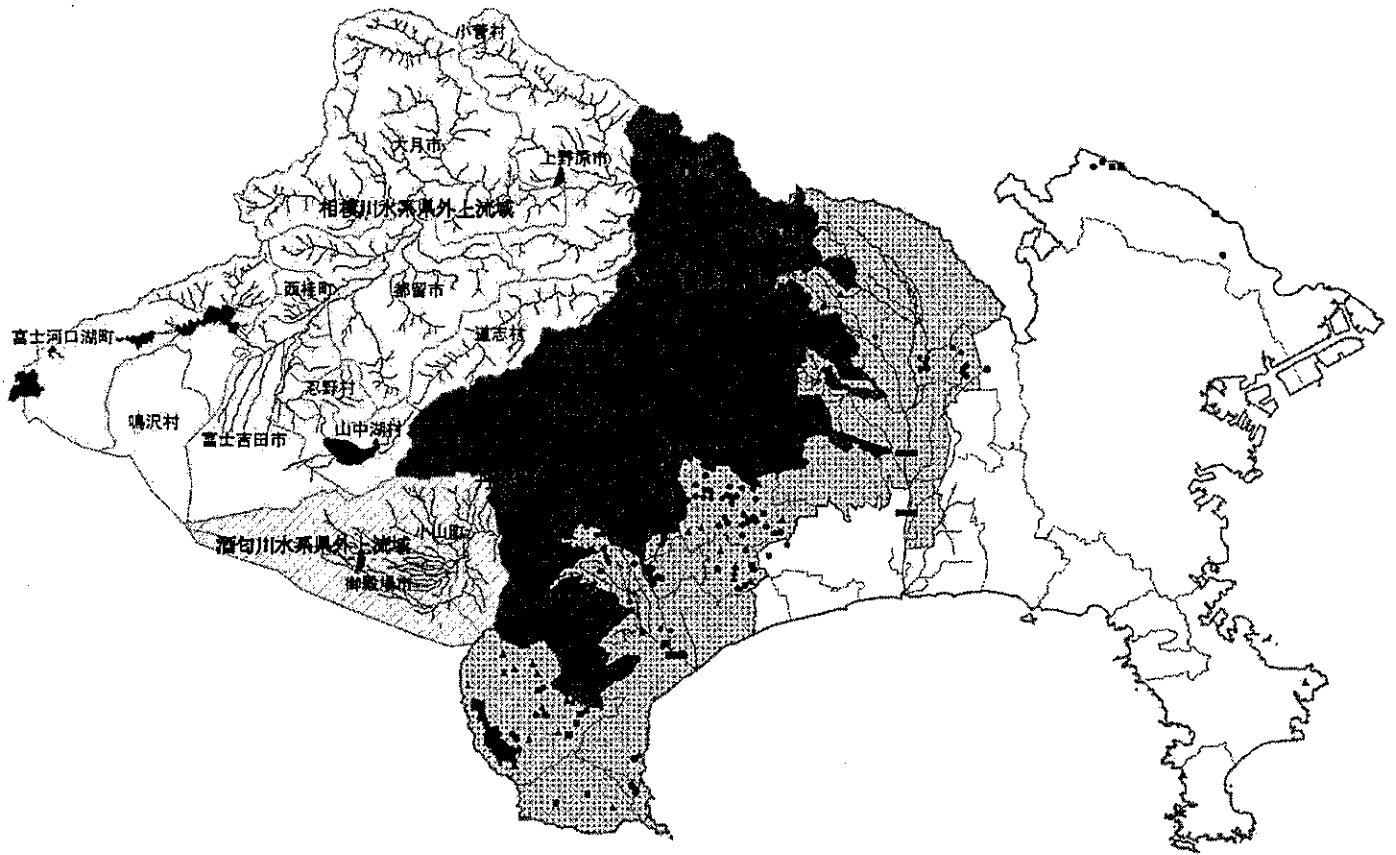 小菅村
大月市
上野原市
相模川水系県外上流域
西桂町
都留市
富士河口湖町
道志村
忍野村
鳴沢村
富士吉田市
山中湖村
小山町
酒匂川水系県外上流域
御殿場市